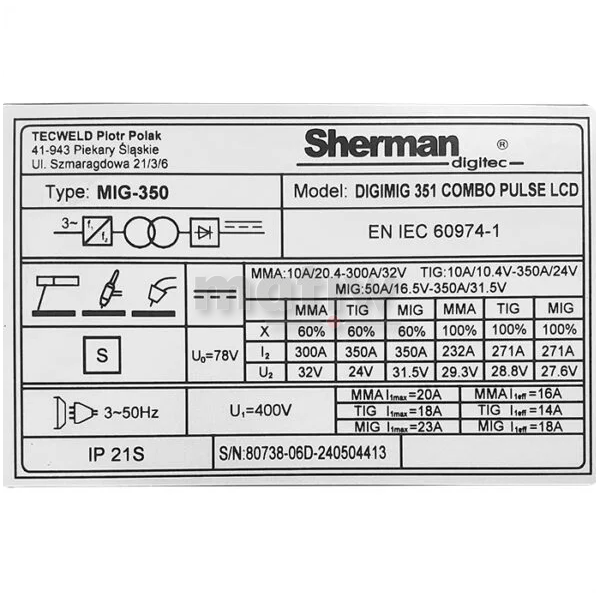 TECWELD Piotr Polak
41-943 Piekary Śląskie
Ul. Szmaragdowa 21/3/6
Sherman ®
digitec
Type: MIG-350
Model: DIGIMIG 351 COMBO PULSE LCD
3~ f₁ f₂
EN IEC 60974-1
MMA:10A/20.4-300A/32V TIG:10A/10.4V-350A/24V
MIG:50A/16.5V-350A/31.5V
MMA TIG MIG MMA TIG MIG
X 60% 60% 60% 100% 100% 100%
S U₀=78V I₂ 300A 350A 350A 232A 271A 271A
U₂ 32V 24V 31.5V 29.3V 28.8V 27.6V
3~50Hz U₁=400V
MMA I₁max=20A MMA I₁eff=16A
TIG I₁max=18A TIG I₁eff=14A
MIG I₁max=23A MIG I₁eff=18A
IP 21S S/N:80738-06D-240504413